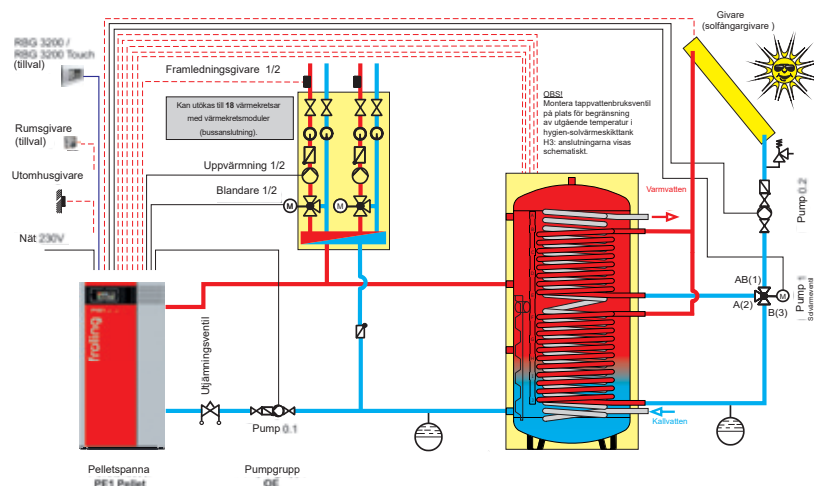 RBG 3200 /
RBG 3200 Touch
(tillval)
Rumsgivare
(tillval)
Utomhusgivare
Nät 230V
Framledningsgivare 1/2
Kan utökas till 18 värmekretsar
med värmekretsmoduler
(bussanslutning).
Uppvärmning 1/2
Blandare 1/2
M
M
Givare
(solfångargivare )
OBS!
Montera tappvattenbruksventil
på plats för begränsning
av utgående temperatur i
hygien-solvärmeskikttank
H3: anslutningarna visas
schematiskt.
Varmvatten
Pump 0.2
AB(1)
A(2)
B(3)
M
Pump 1
Solvärmeventil
froling
Utjämningsventil
Pump 0.1
Kallvatten
Pelletspanna
PE1 Pellet
Pumpgrupp